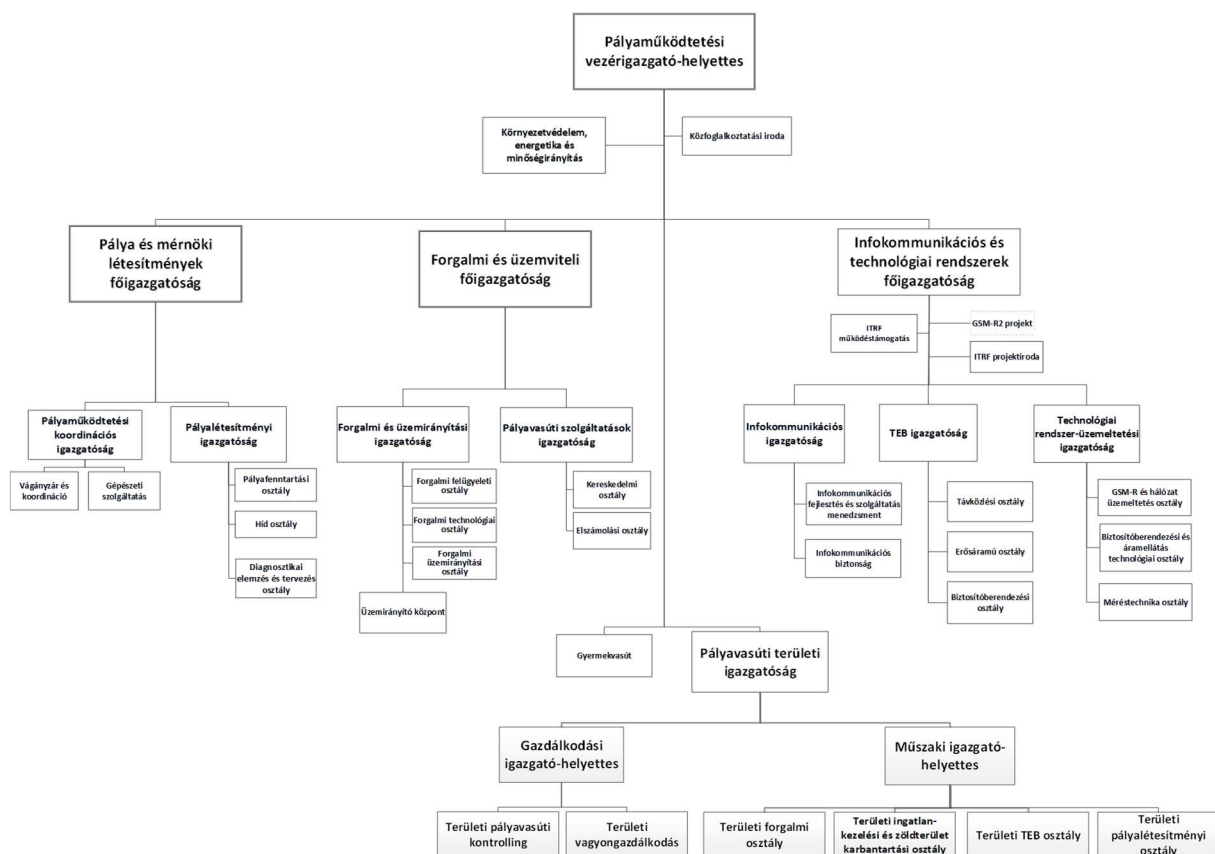 Pályaműködtetési
vezérigazgató-helyettes
Környezetvédelem,
energetika és
minőségirányítás
Közfoglalkoztatási iroda
Pálya és mérnöki
létesítmények
főigazgatóság
Forgalmi és üzemviteli
főigazgatóság
Infokommunikációs és
technológiai rendszerek
főigazgatóság
ITRF
működéstámogatás
GSM-R2 projekt
ITRF projektiroda
Pályaműködtetési
koordinációs
igazgatóság
Pályalétesítményi
igazgatóság
Vágányzár és
koordináció
Gépészeti
szolgáltatás
Pályafenntartási
osztály
Híd osztály
Diagnosztikai
elemzés és tervezés
osztály
Forgalmi és üzemirányítási
igazgatóság
Pályavasúti szolgáltatások
igazgatóság
Forgalmi felügyeleti
osztály
Forgalmi technológiai
osztály
Forgalmi
üzemirányítási
osztály
Üzemirányító központ
Kereskedelmi
osztály
Elszámolási osztály
Infokommunikációs
igazgatóság
TEB igazgatóság
Technológiai
rendszer-üzemeltetési
igazgatóság
Infokommunikációs
fejlesztés és szolgáltatás
menedzsment
Infokommunikációs
biztonság
Távközlési osztály
Erősáramú osztály
Biztosítóberendezési
osztály
GSM-R és hálózat
üzemeltetés osztály
Biztosítóberendezési és
áramellátás
technológiai osztály
Méréstechnika osztály
Gyermekvasút
Pályavasúti területi
igazgatóság
Gazdálkodási
igazgató-helyettes
Műszaki igazgató-
helyettes
Területi pályavasúti
kontrolling
Területi
vagyongazdálkodás
Területi forgalmi
osztály
Területi ingatlan-
kezelési és zöldterület
karbantartási osztály
Területi TEB osztály
Területi
pályalétesítményi
osztály